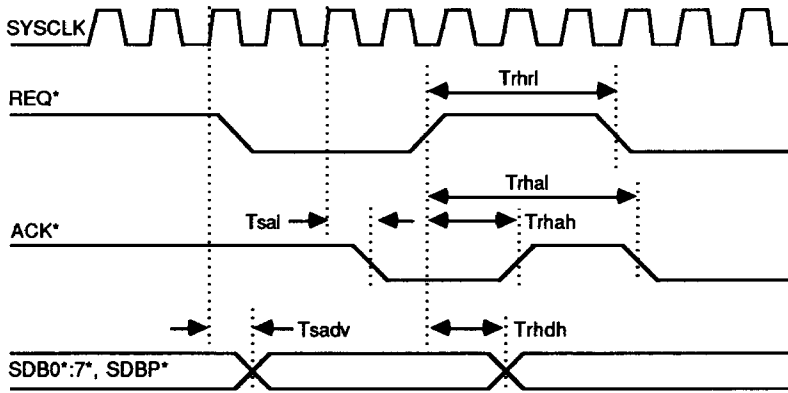 SYSCLK
Trhrl
REQ*
Trhal
Tsal
Trhah
ACK*
Tsadv
Trhdh
SDB0*:7*, SDBP*